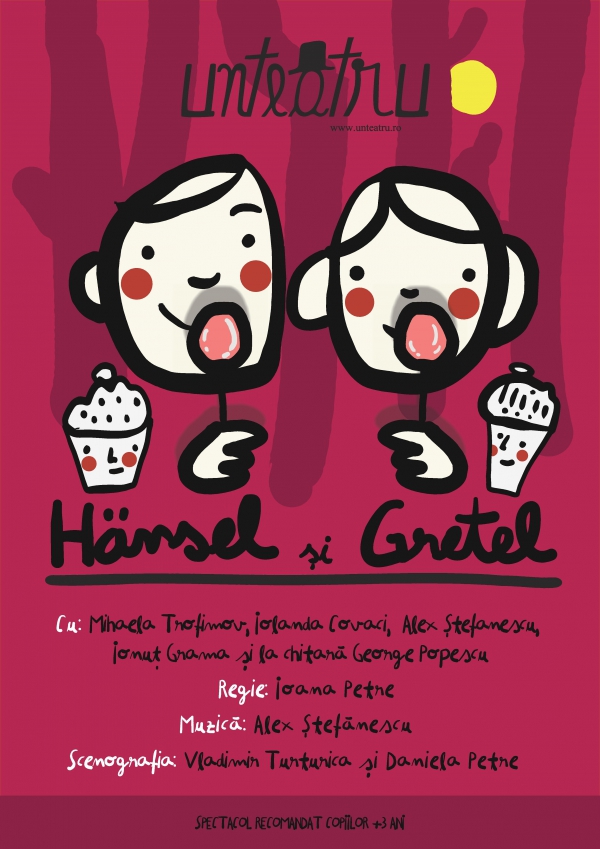 unteatru
www.unteatru.ro
Hänsel și Gretel
Cu: Mihaela Trofimov, Iolanda Covaci, Alex Ștefanescu,
Ionuț Grama și la chitară George Popescu
Regie: Ioana Petre
Muzică: Alex Ștefănescu
Scenografia: Vladimir Turturica și Daniela Petre
SPECTACOL RECOMANDAT COPIILOR +3 ANI